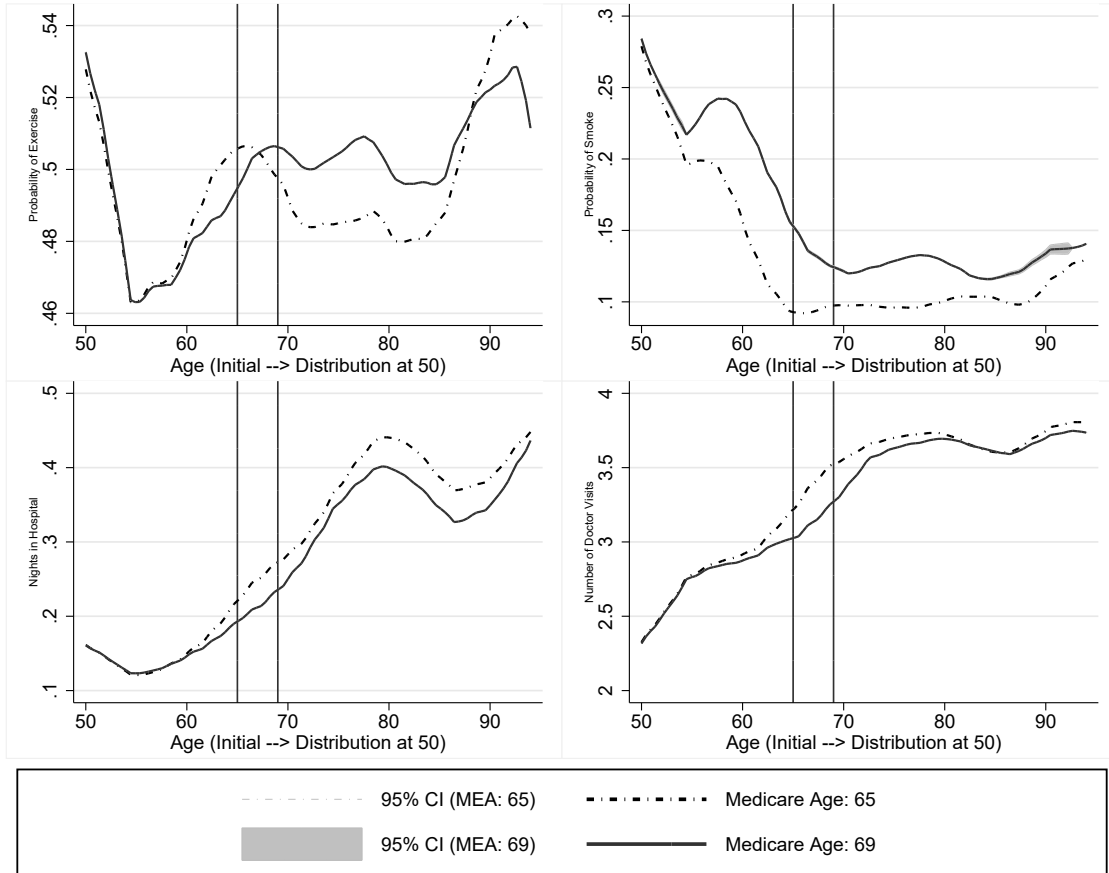 Probability of Exercise
.54
.52
.5
.48
.46
50 60 70 80 90
Age (Initial --> Distribution at 50)
Probability of Smoke
.3
.25
.2
.15
.1
50 60 70 80 90
Age (Initial --> Distribution at 50)
Nights in Hospital
.5
.4
.3
.2
.1
50 60 70 80 90
Age (Initial --> Distribution at 50)
Number of Doctor Visits
4
3.5
3
2.5
2
50 60 70 80 90
Age (Initial --> Distribution at 50)
95% CI (MEA: 65) Medicare Age: 65
95% CI (MEA: 69) Medicare Age: 69